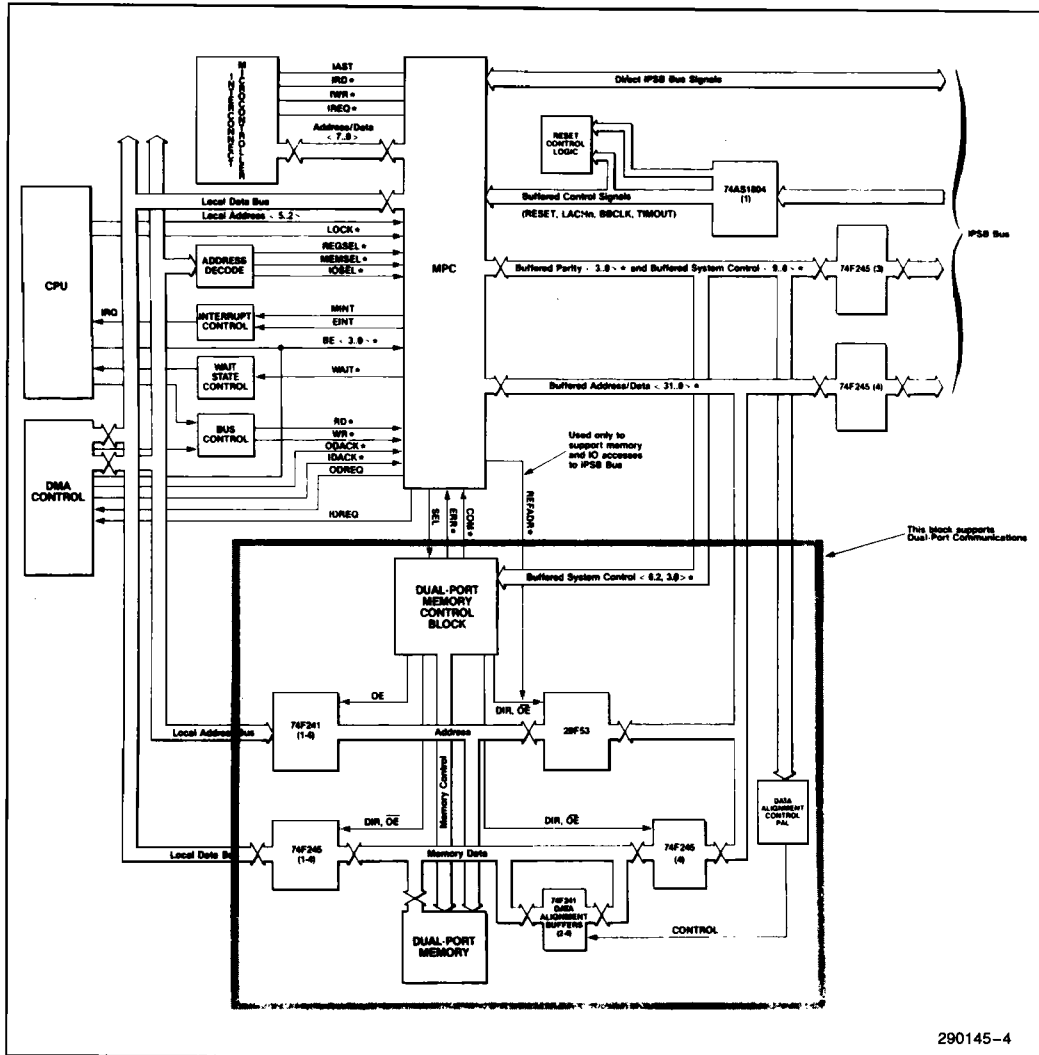 MICROCONTROLLER
INTERCONNECT
IAST
IRD*
IWR*
IREQ*
Address/Data
< 7..0 >
Direct iPSB Bus Signals
RESET
CONTROL
LOGIC
74AS1804
(1)
Buffered Control Signals
(RESET, LACHn, BBCLK, TIMOUT)
iPSB Bus
Local Data Bus
Local Address < 5..2 >
LOCK*
CPU
ADDRESS
DECODE
REGSEL*
MEMSEL*
IOSEL*
MPC
Buffered Parity < 3..0 > * and Buffered System Control < 9..0 > *
74F245 (3)
IRQ
INTERRUPT
CONTROL
MINT
EINT
BE < 3..0 > *
WAIT
STATE
CONTROL
WAIT*
Buffered Address/Data < 31..0 > *
74F245 (4)
BUS
CONTROL
RD*
WR*
ODACK*
IDACK*
ODREQ
IDREQ
DMA
CONTROL
Used only to
support memory
and IO accesses
to iPSB Bus
SEL
ERR*
COM*
REFADR*
This block supports
Dual-Port Communications
DUAL-PORT
MEMORY
CONTROL
BLOCK
Buffered System Control < 6.2, 3.0 > *
OE
DIR, OE
74F241
(1-4)
Local Address Bus
Address
29F53
Memory Control
DATA
ALIGNMENT
CONTROL
PAL
DIR, OE
DIR, OE
74F245
(1-4)
Local Data Bus
Memory Data
74F245
(4)
74F241
DATA
ALIGNMENT
BUFFERS
(2-4)
CONTROL
DUAL-PORT
MEMORY
290145-4